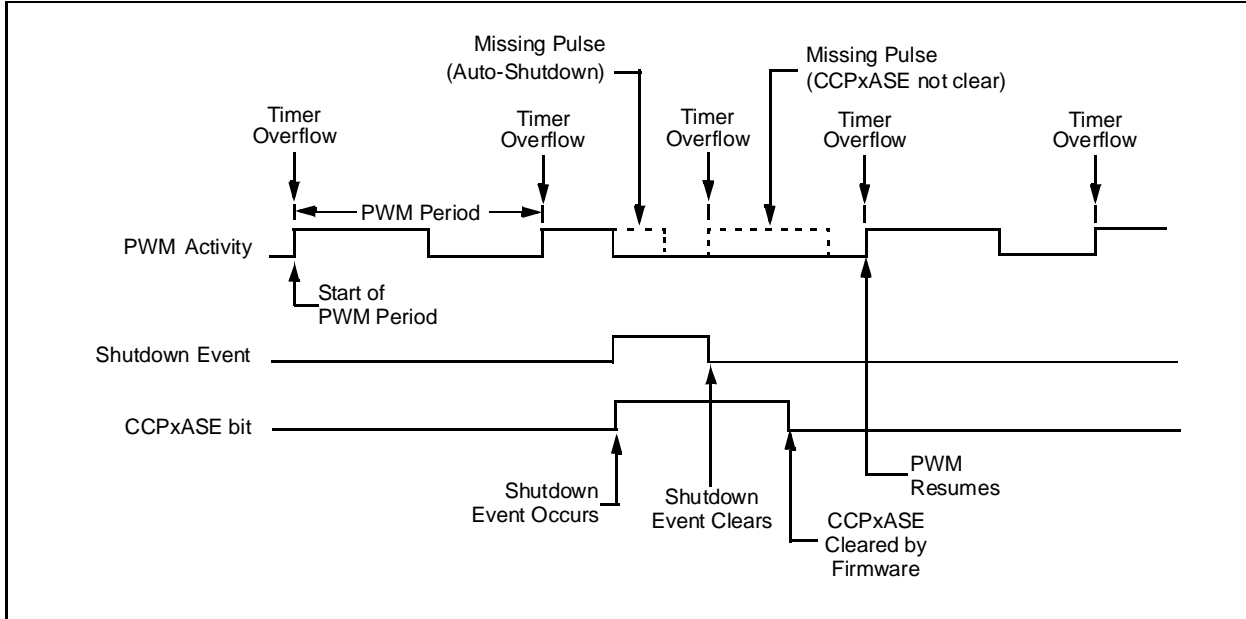 Missing Pulse
(Auto-Shutdown)
Missing Pulse
(CCPxASE not clear)
Timer
Overflow
Timer
Overflow
Timer
Overflow
Timer
Overflow
Timer
Overflow
PWM Period
PWM Activity
Start of
PWM Period
Shutdown Event
CCPxASE bit
Shutdown
Event Occurs
Shutdown
Event Clears
CCPxASE
Cleared by
Firmware
PWM
Resumes